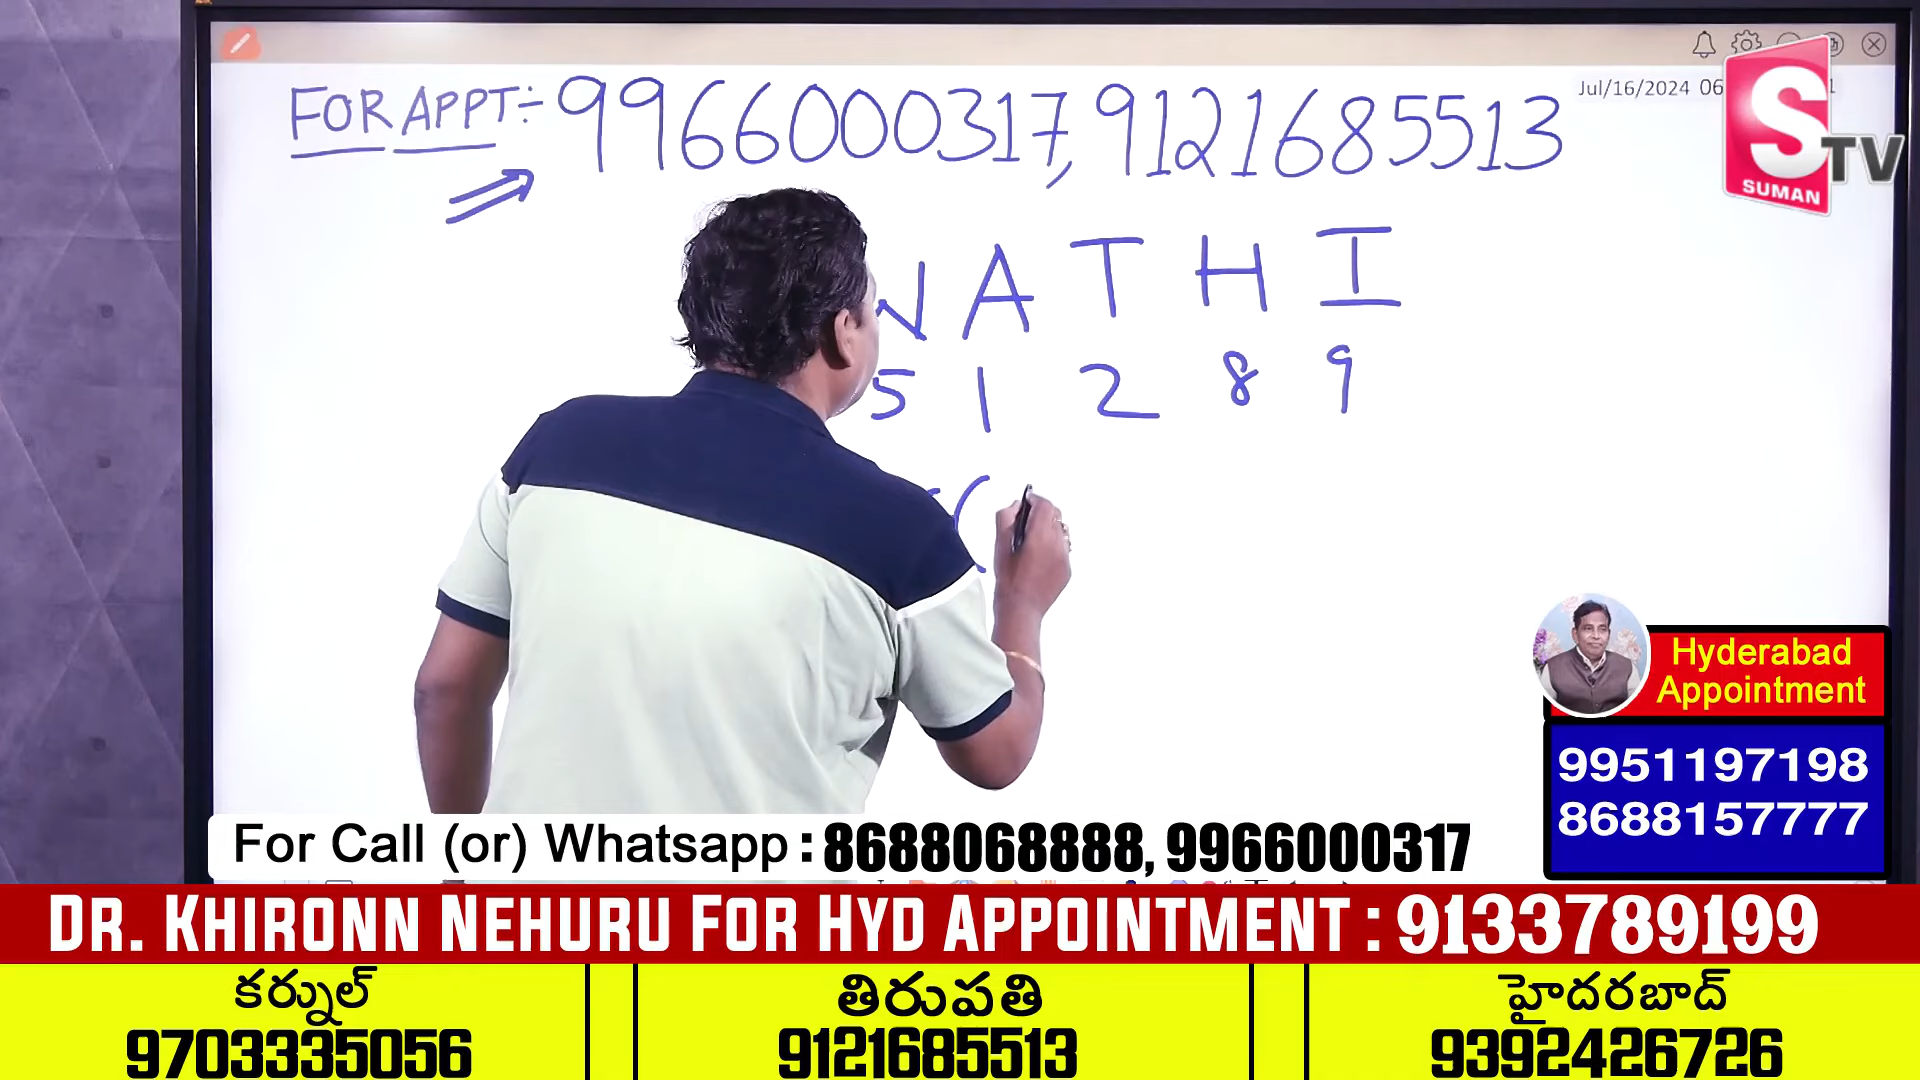 FOR APPT:- 9966000317, 9121685513
Jul/16/2024 06
S TV
SUMAN
N A T H I
5 1 2 8 9
Hyderabad
Appointment
9951197198
8688157777
For Call (or) Whatsapp : 8688068888, 9966000317
DR. KHIRONN NEHURU FOR HYD APPOINTMENT : 9133789199
కర్నుల్
9703335056
తిరుపతి
9121685513
హైదరబాద్
9392426726